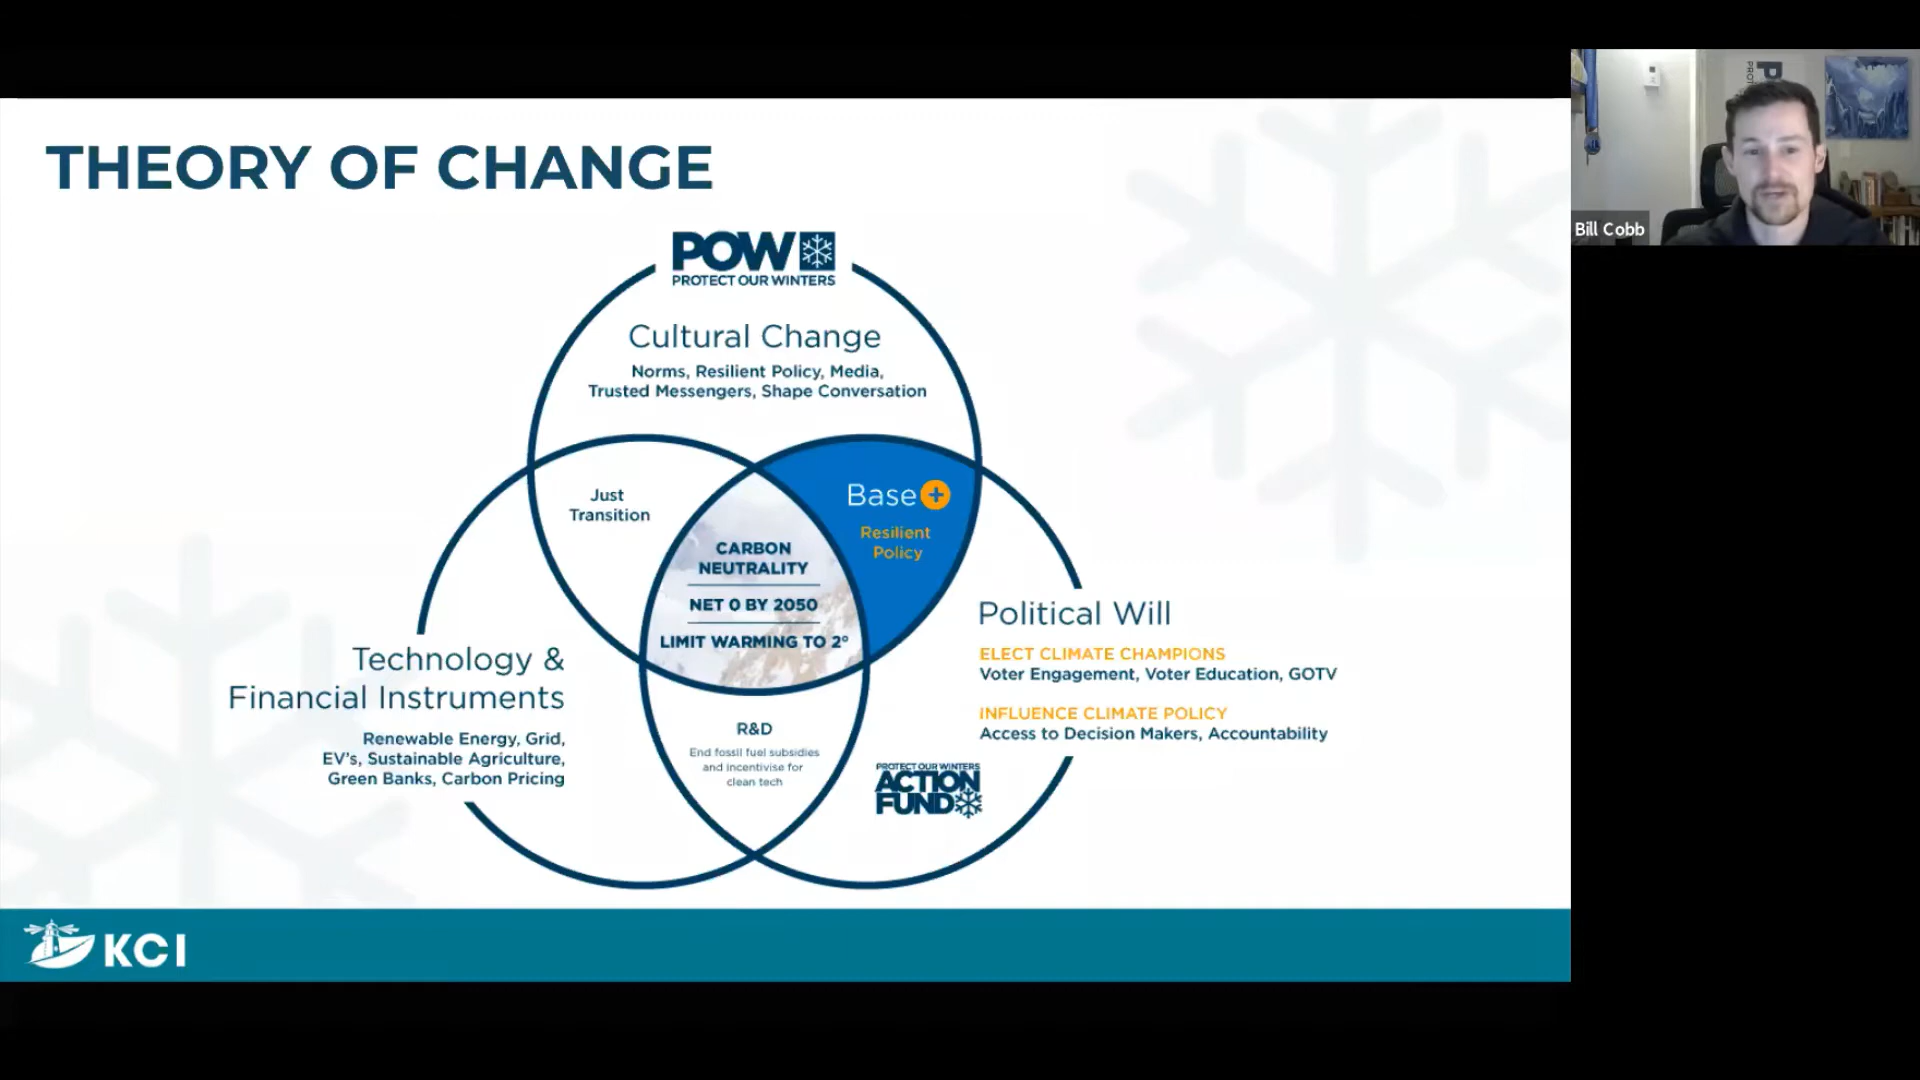 THEORY OF CHANGE
POW
PROTECT OUR WINTERS
Cultural Change
Norms, Resilient Policy, Media,
Trusted Messengers, Shape Conversation
Just
Transition
Base+
Resilient
Policy
CARBON
NEUTRALITY
NET 0 BY 2050
LIMIT WARMING TO 2°
Technology &
Financial Instruments
Renewable Energy, Grid,
EV's, Sustainable Agriculture,
Green Banks, Carbon Pricing
Political Will
ELECT CLIMATE CHAMPIONS
Voter Engagement, Voter Education, GOTV
INFLUENCE CLIMATE POLICY
Access to Decision Makers, Accountability
R&D
End fossil fuel subsidies
and incentivise for
clean tech
PROTECT OUR WINTERS
ACTION
FUND
KCI
Bill Cobb